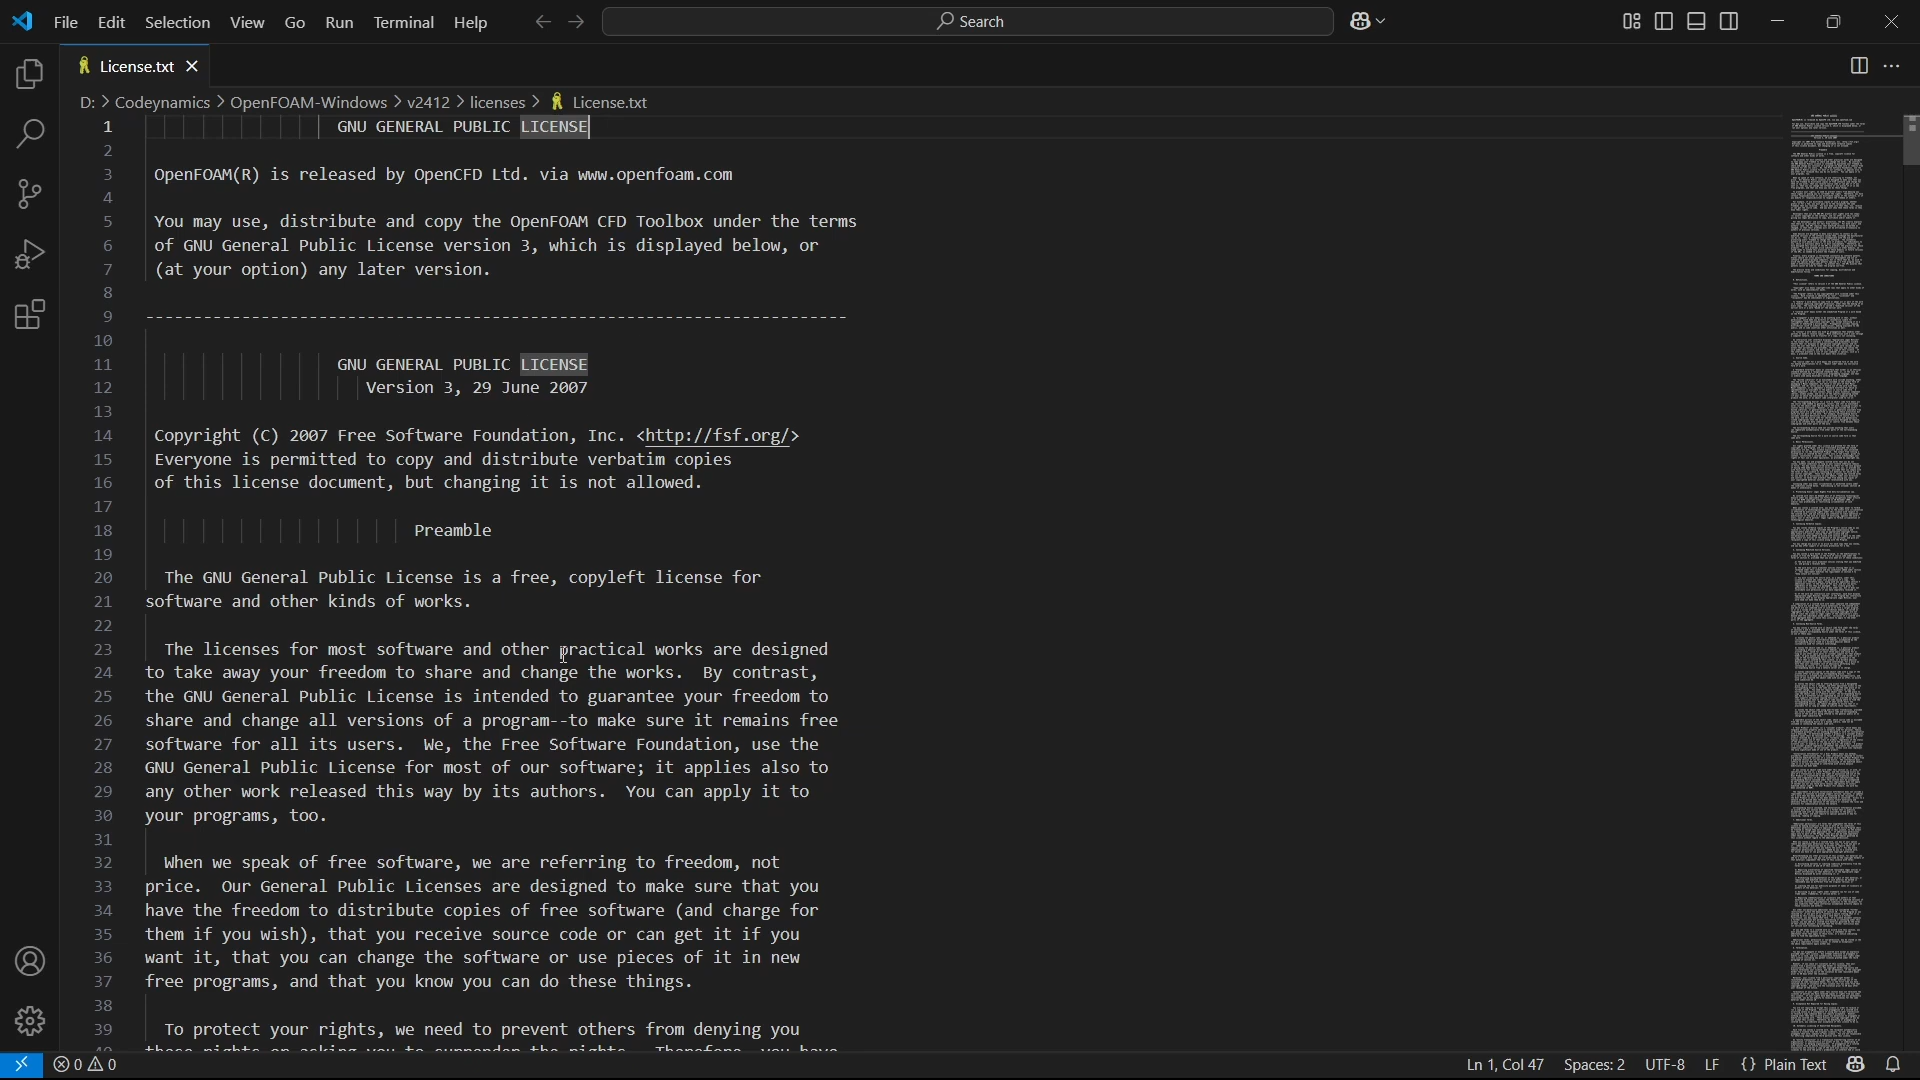 File Edit Selection View Go Run Terminal Help Search
License.txt
D: > Codeynamics > OpenFOAM-Windows > v2412 > licenses > License.txt
1 GNU GENERAL PUBLIC LICENSE
2
3 OpenFOAM(R) is released by OpenCFD Ltd. via www.openfoam.com
4
5 You may use, distribute and copy the OpenFOAM CFD Toolbox under the terms
6 of GNU General Public License version 3, which is displayed below, or
7 (at your option) any later version.
8
9 -------------------------------------------------------------------------
10
11 GNU GENERAL PUBLIC LICENSE
12 Version 3, 29 June 2007
13
14 Copyright (C) 2007 Free Software Foundation, Inc. <http://fsf.org/>
15 Everyone is permitted to copy and distribute verbatim copies
16 of this license document, but changing it is not allowed.
17
18 Preamble
19
20 The GNU General Public License is a free, copyleft license for
21 software and other kinds of works.
22
23 The licenses for most software and other practical works are designed
24 to take away your freedom to share and change the works.  By contrast,
25 the GNU General Public License is intended to guarantee your freedom to
26 share and change all versions of a program--to make sure it remains free
27 software for all its users.  We, the Free Software Foundation, use the
28 GNU General Public License for most of our software; it applies also to
29 any other work released this way by its authors.  You can apply it to
30 your programs, too.
31
32 When we speak of free software, we are referring to freedom, not
33 price.  Our General Public Licenses are designed to make sure that you
34 have the freedom to distribute copies of free software (and charge for
35 them if you wish), that you receive source code or can get it if you
36 want it, that you can change the software or use pieces of it in new
37 free programs, and that you know you can do these things.
38
39 To protect your rights, we need to prevent others from denying you
0 0 Ln 1, Col 47 Spaces: 2 UTF-8 LF {} Plain Text